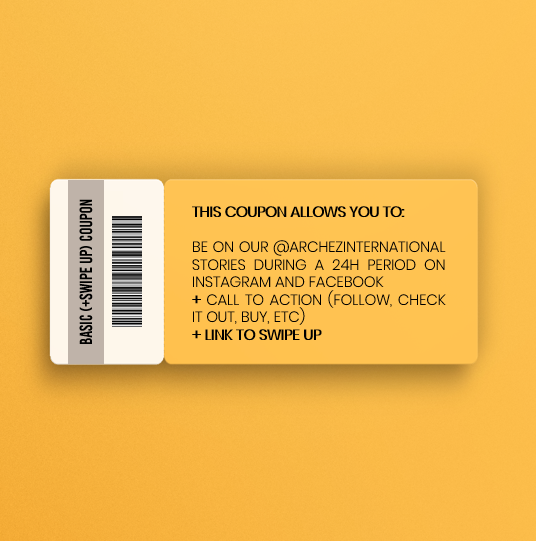 BASIC (+SWIPE UP) COUPON
THIS COUPON ALLOWS YOU TO:
BE ON OUR @ARCHEZINTERNATIONAL
STORIES DURING A 24H PERIOD ON
INSTAGRAM AND FACEBOOK
+ CALL TO ACTION (FOLLOW, CHECK
IT OUT, BUY, ETC)
+ LINK TO SWIPE UP